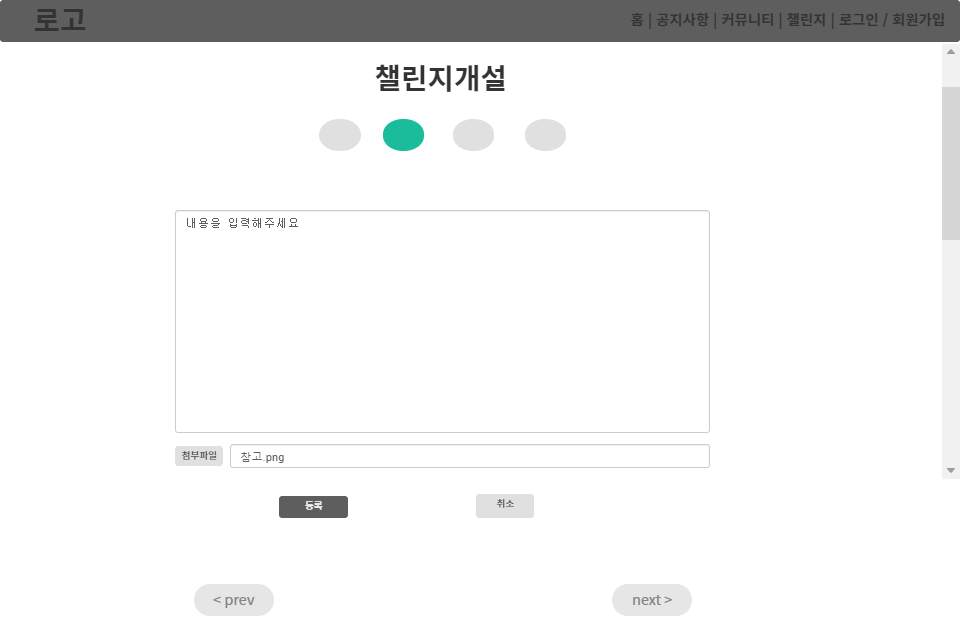 로고
홈 | 공지사항 | 커뮤니티 | 챌린지 | 로그인 / 회원가입
챌린지개설
내용을 입력해주세요
첨부파일 참고.png
등록 취소
< prev next >